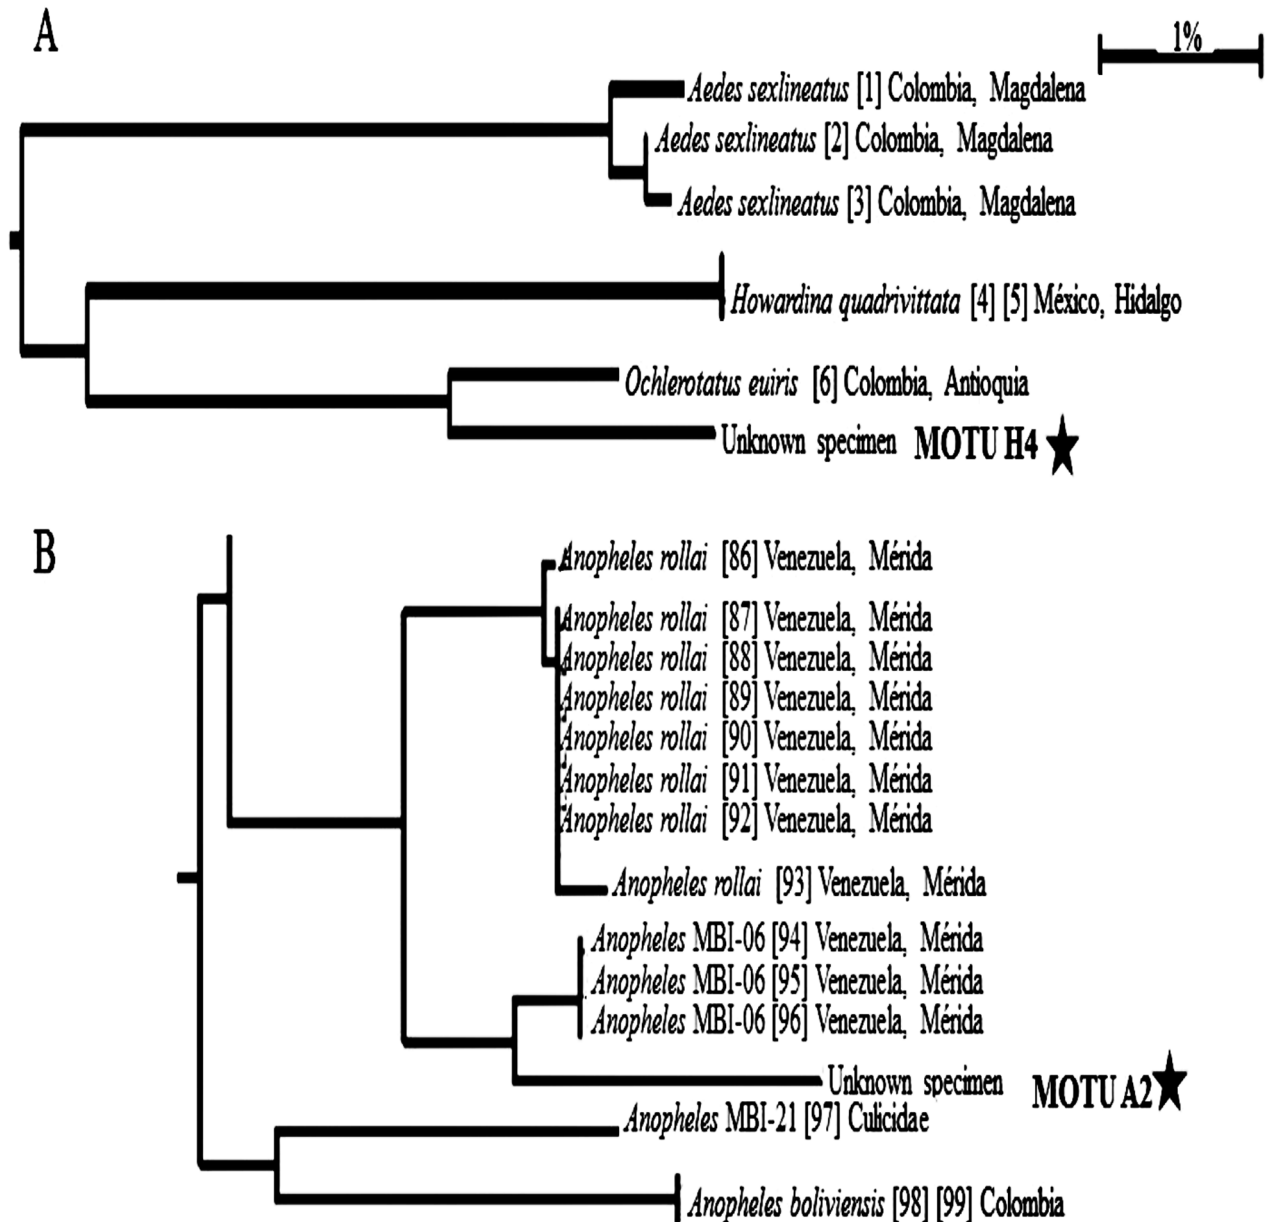 A
1%
Aedes sexlineatus [1] Colombia, Magdalena
Aedes sexlineatus [2] Colombia, Magdalena
Aedes sexlineatus [3] Colombia, Magdalena
Howardina quadrivittata [4] [5] México, Hidalgo
Ochlerotatus euiris [6] Colombia, Antioquia
Unknown specimen MOTU H4
B
Anopheles rollai [86] Venezuela, Mérida
Anopheles rollai [87] Venezuela, Mérida
Anopheles rollai [88] Venezuela, Mérida
Anopheles rollai [89] Venezuela, Mérida
Anopheles rollai [90] Venezuela, Mérida
Anopheles rollai [91] Venezuela, Mérida
Anopheles rollai [92] Venezuela, Mérida
Anopheles rollai [93] Venezuela, Mérida
Anopheles MBI-06 [94] Venezuela, Mérida
Anopheles MBI-06 [95] Venezuela, Mérida
Anopheles MBI-06 [96] Venezuela, Mérida
Unknown specimen MOTU A2
Anopheles MBI-21 [97] Culicidae
Anopheles boliviensis [98] [99] Colombia